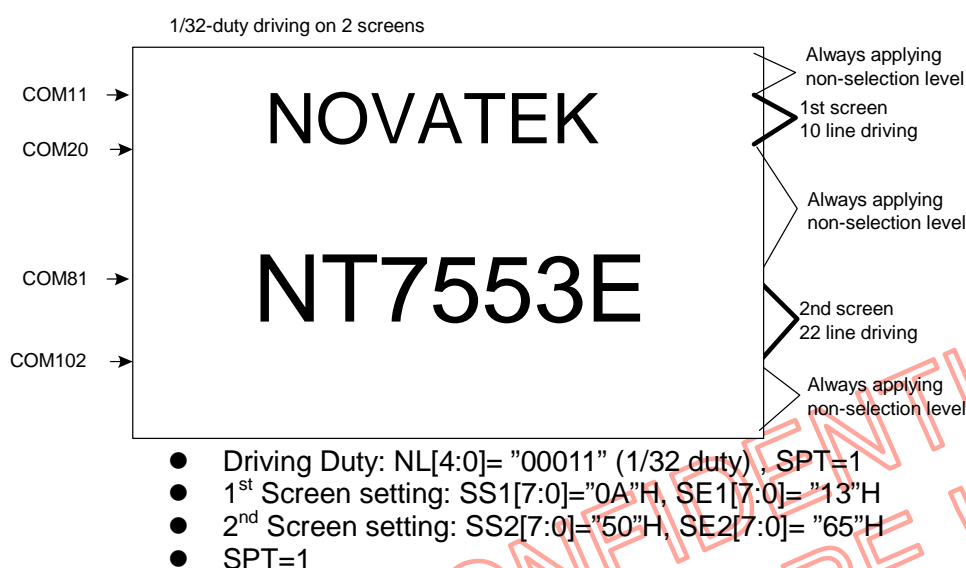 1/32-duty driving on 2 screens
Always applying
non-selection level
COM11
NOVATEK
1st screen
10 line driving
COM20
Always applying
non-selection level
COM81
NT7553E
2nd screen
22 line driving
COM102
Always applying
non-selection level
● Driving Duty: NL[4:0]= ”00011” (1/32 duty) , SPT=1
● 1st Screen setting: SS1[7:0]=”0A”H, SE1[7:0]= ”13”H
● 2nd Screen setting: SS2[7:0]=”50”H, SE2[7:0]= ”65”H
● SPT=1